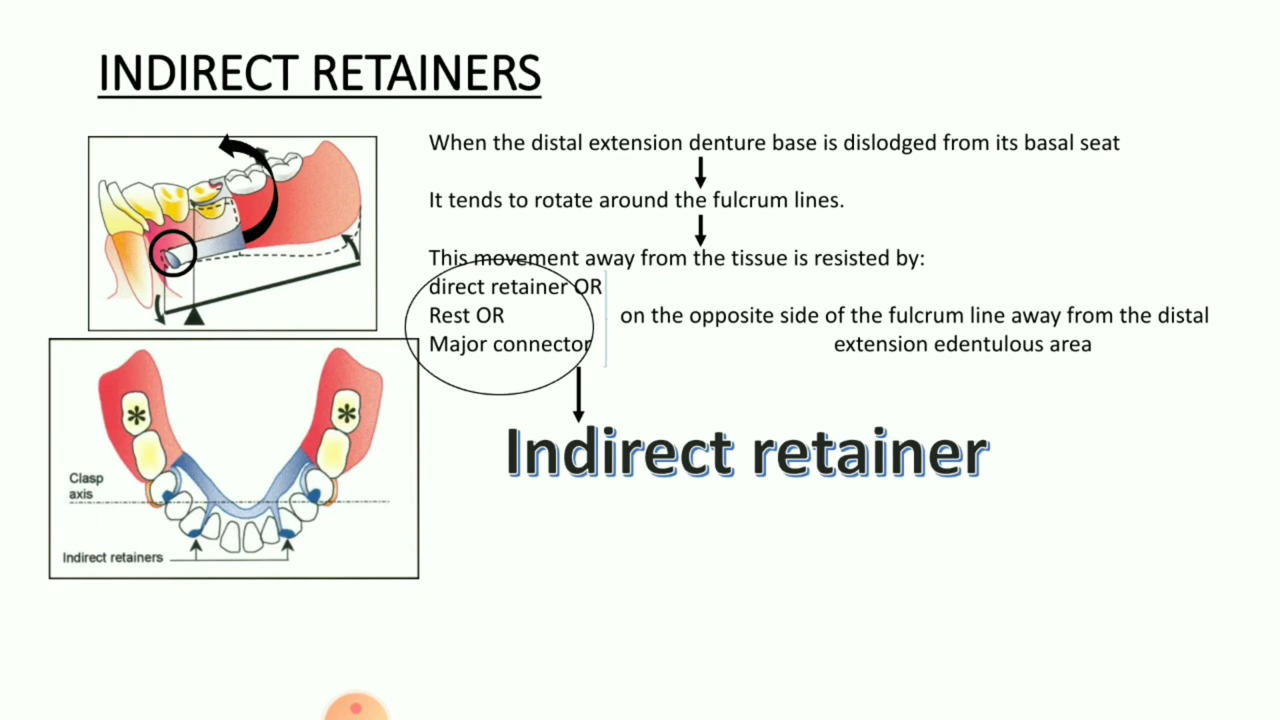 INDIRECT RETAINERS
When the distal extension denture base is dislodged from its basal seat
It tends to rotate around the fulcrum lines.
This movement away from the tissue is resisted by:
direct retainer OR
Rest OR
Major connector
on the opposite side of the fulcrum line away from the distal
extension edentulous area
Indirect retainer
Clasp
axis
Indirect retainers